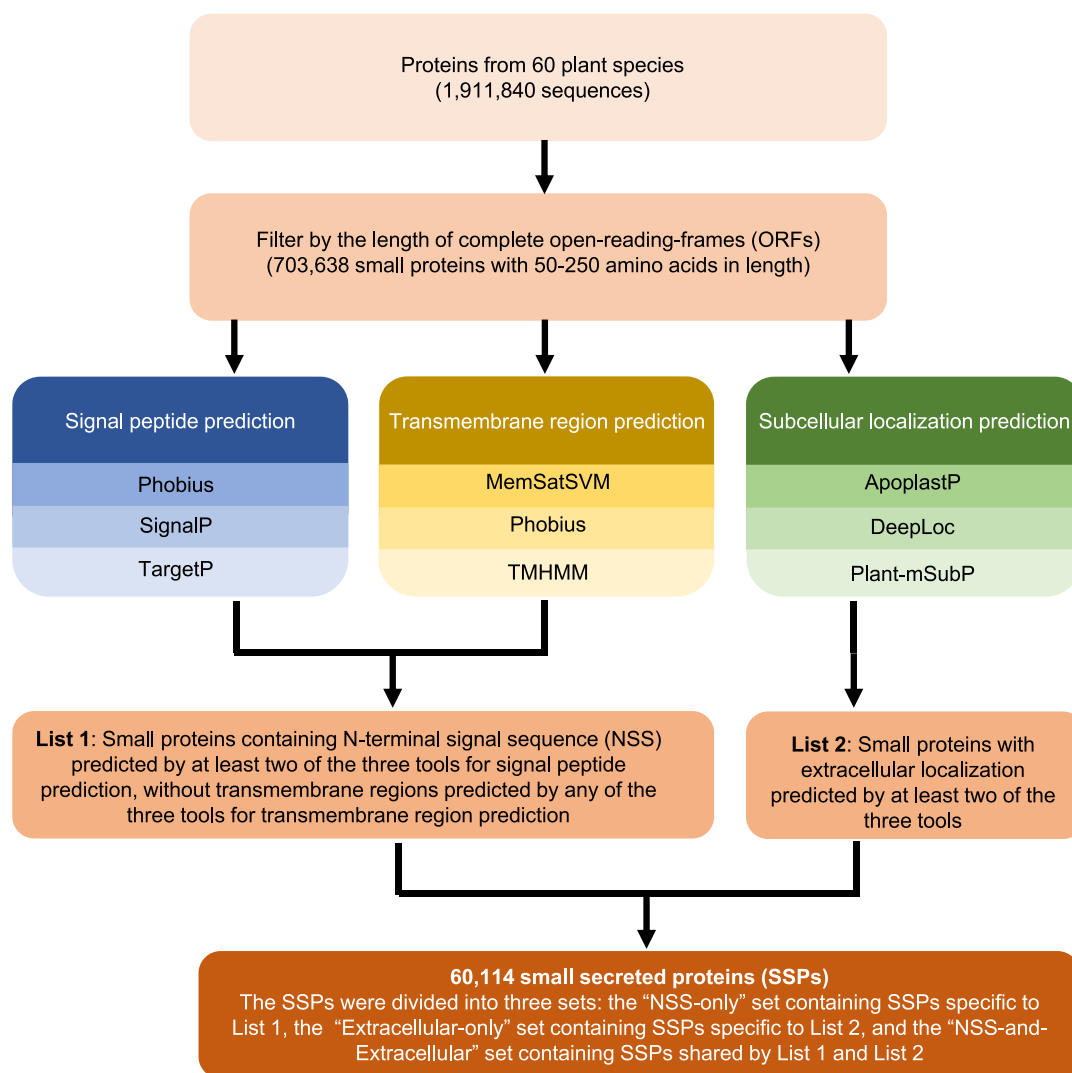 Proteins from 60 plant species
(1,911,840 sequences)
Filter by the length of complete open-reading-frames (ORFs)
(703,638 small proteins with 50-250 amino acids in length)
Signal peptide prediction
Phobius
SignalP
TargetP
Transmembrane region prediction
MemSatSVM
Phobius
TMHMM
Subcellular localization prediction
ApoplastP
DeepLoc
Plant-mSubP
List 1: Small proteins containing N-terminal signal sequence (NSS)
predicted by at least two of the three tools for signal peptide
prediction, without transmembrane regions predicted by any of the
three tools for transmembrane region prediction
List 2: Small proteins with
extracellular localization
predicted by at least two of the
three tools
60,114 small secreted proteins (SSPs)
The SSPs were divided into three sets: the “NSS-only” set containing SSPs specific to
List 1, the “Extracellular-only” set containing SSPs specific to List 2, and the “NSS-and-
Extracellular” set containing SSPs shared by List 1 and List 2